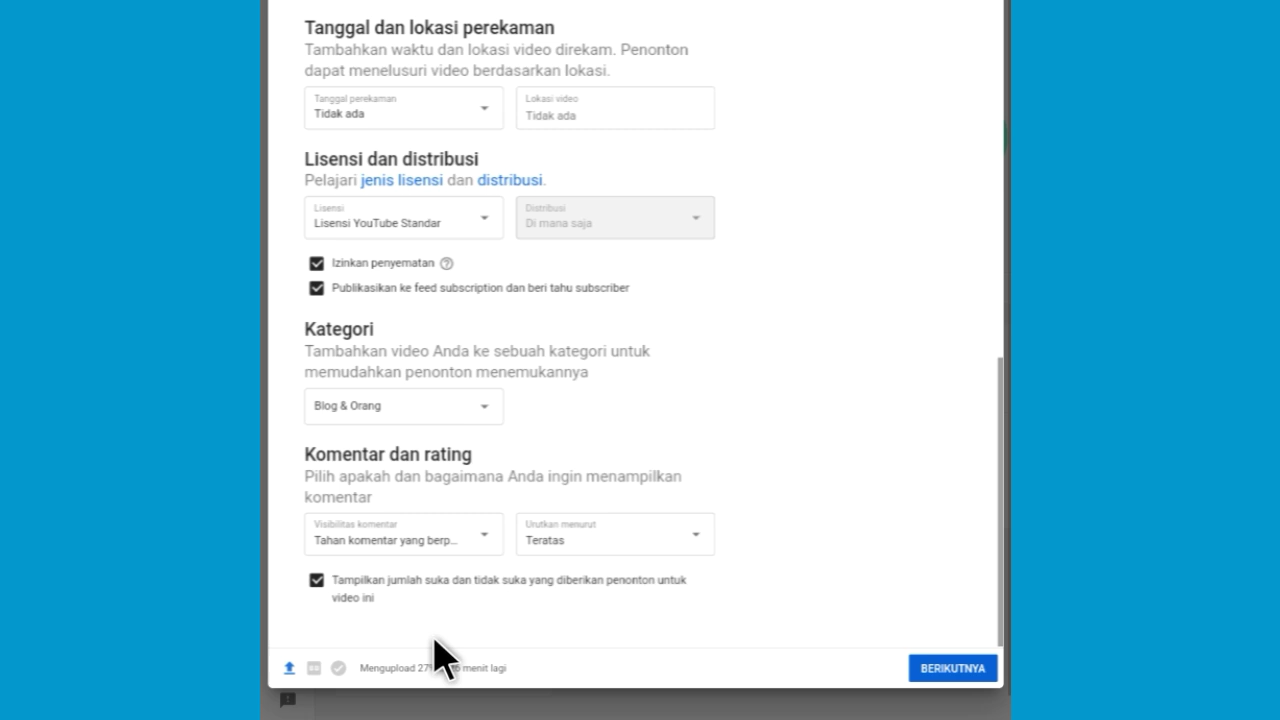 Tanggal dan lokasi perekaman
Tambahkan waktu dan lokasi video direkam. Penonton
dapat menelusuri video berdasarkan lokasi.
Tanggal perekaman
Tidak ada
Lokasi video
Tidak ada
Lisensi dan distribusi
Pelajari jenis lisensi dan distribusi.
Lisensi
Lisensi YouTube Standar
Distribusi
Di mana saja
Izinkan penyematan
Publikasikan ke feed subscription dan beri tahu subscriber
Kategori
Tambahkan video Anda ke sebuah kategori untuk
memudahkan penonton menemukannya
Blog & Orang
Komentar dan rating
Pilih apakah dan bagaimana Anda ingin menampilkan
komentar
Visibilitas komentar
Tahan komentar yang berp...
Urutkan menurut
Teratas
Tampilkan jumlah suka dan tidak suka yang diberikan penonton untuk
video ini
Mengupload menit lagi
BERIKUTNYA